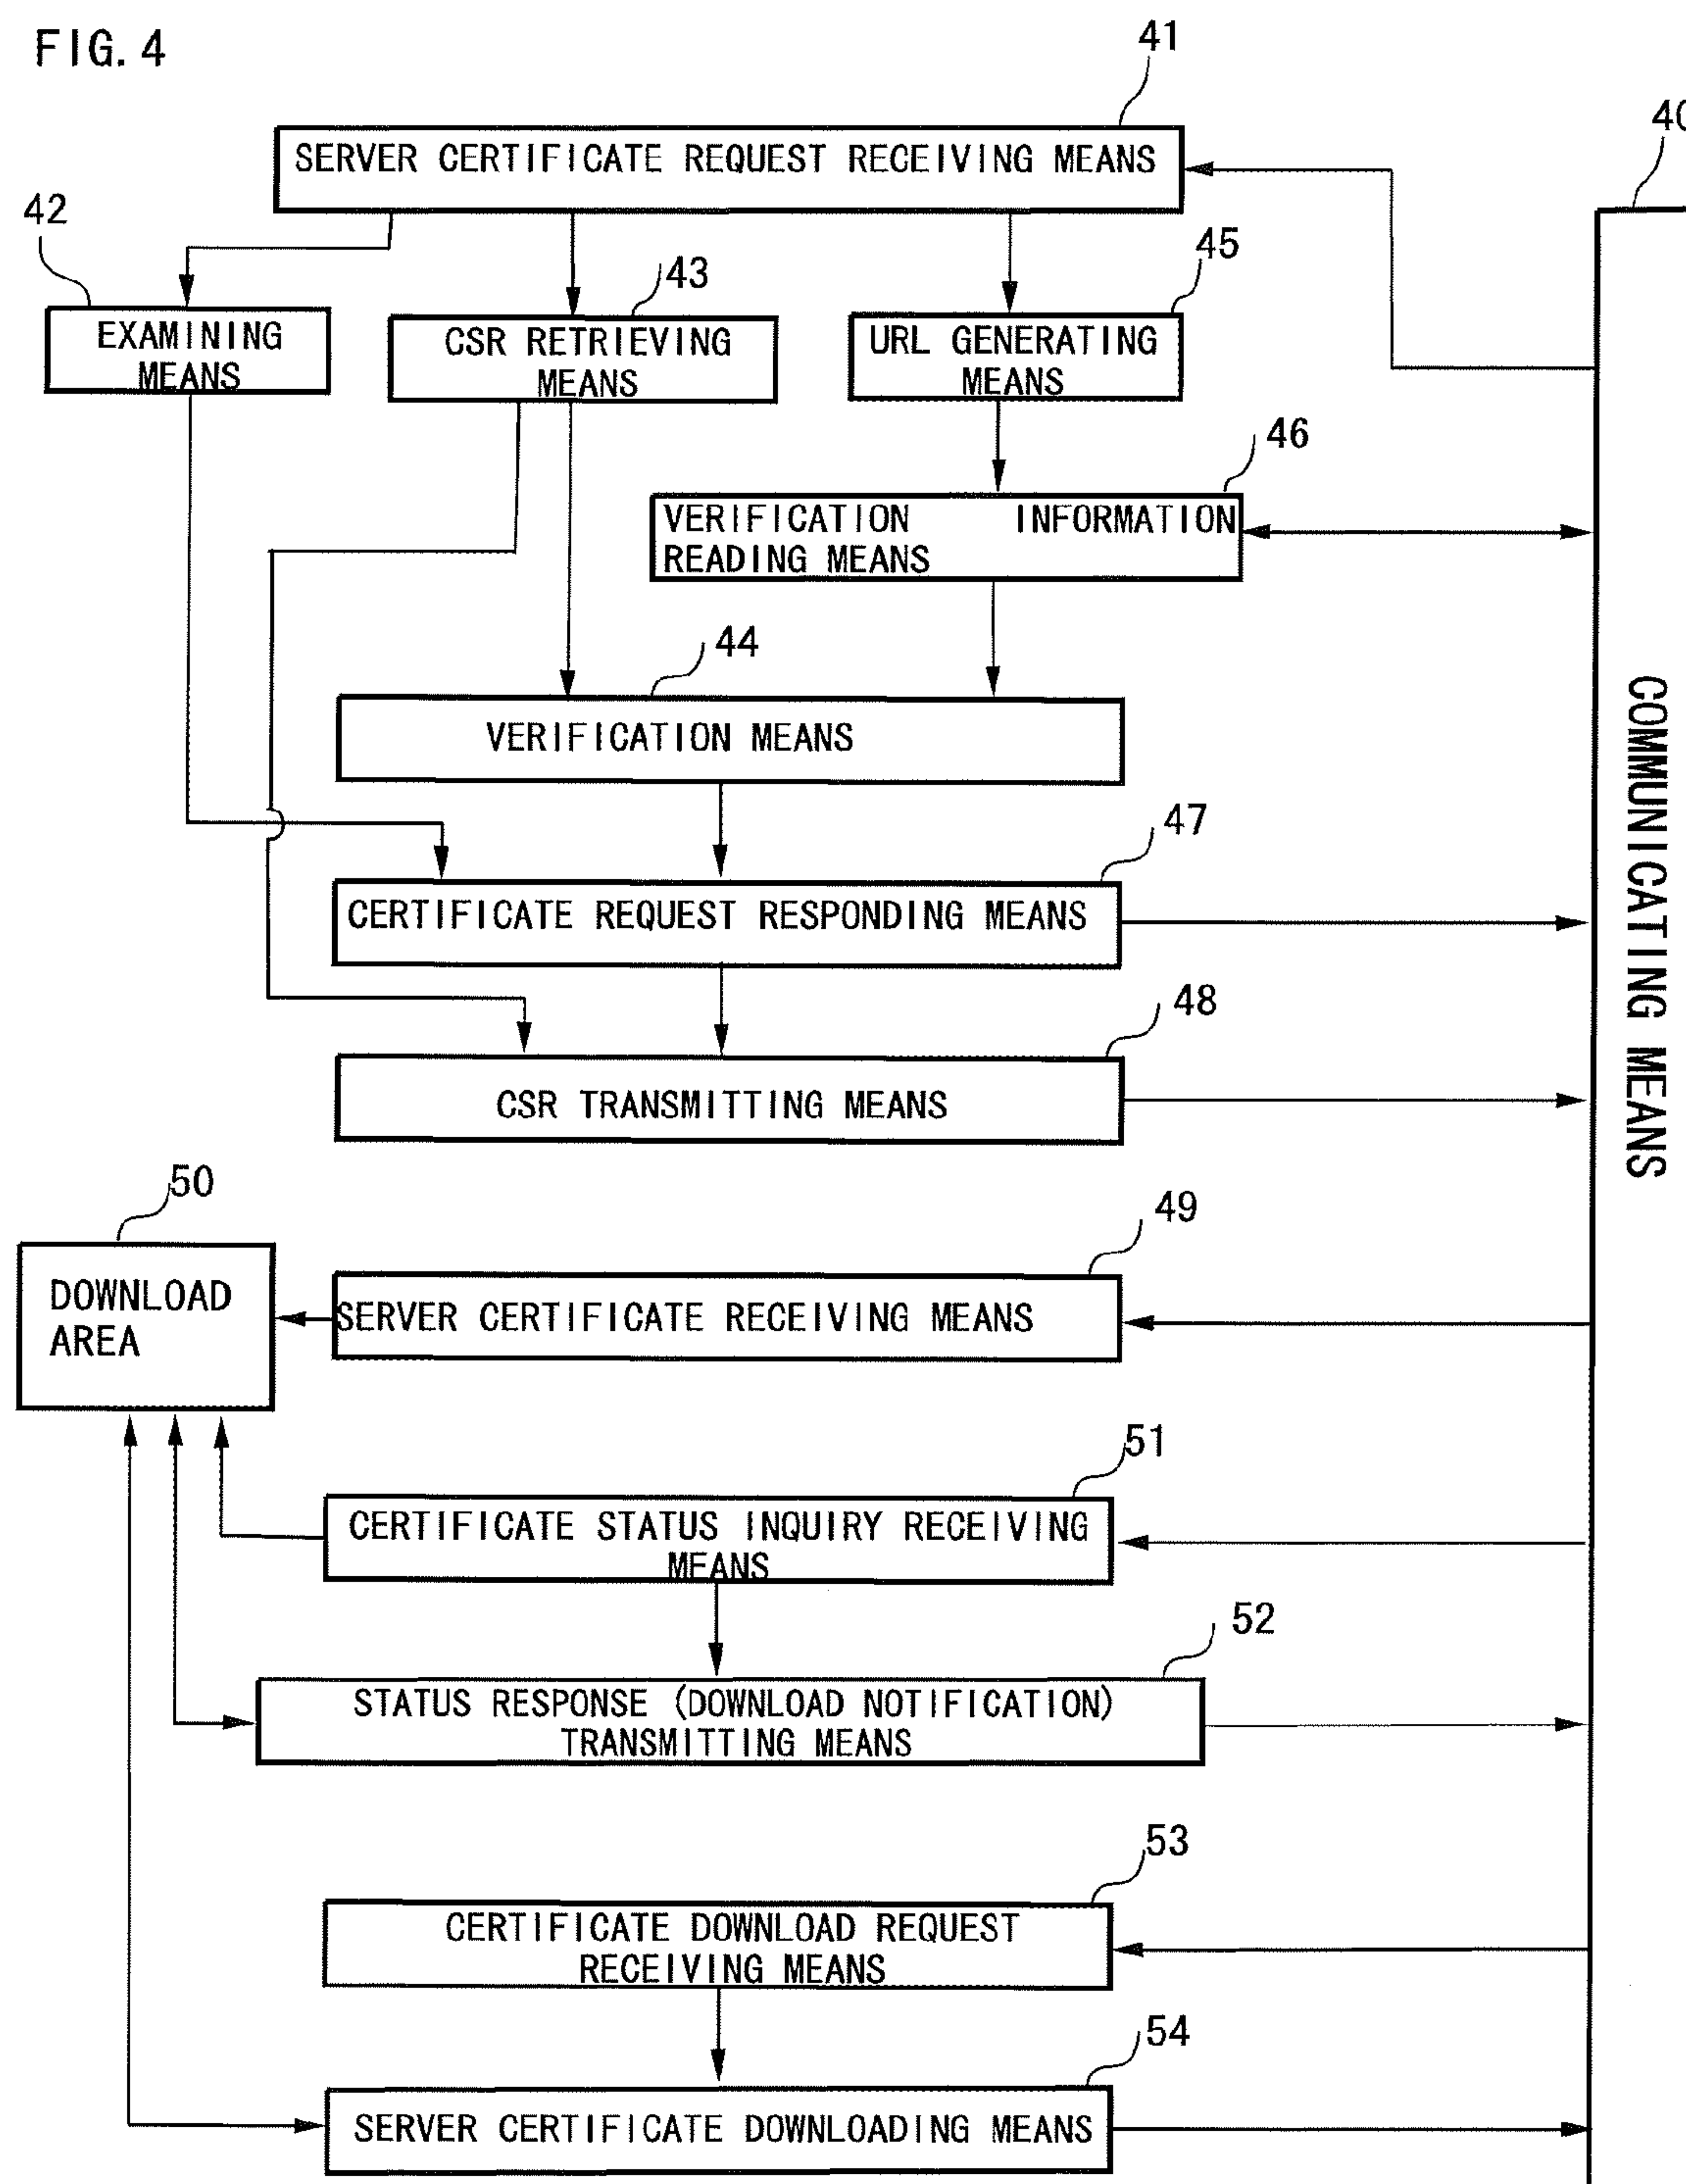 FIG. 4
41
40
SERVER CERTIFICATE REQUEST RECEIVING MEANS
42
43
45
EXAMINING
MEANS
CSR RETRIEVING
MEANS
URL GENERATING
MEANS
46
VERIFICATION INFORMATION
READING MEANS
44
VERIFICATION MEANS
COMMUNICATING MEANS
47
CERTIFICATE REQUEST RESPONDING MEANS
48
CSR TRANSMITTING MEANS
50
49
DOWNLOAD
AREA
SERVER CERTIFICATE RECEIVING MEANS
51
CERTIFICATE STATUS INQUIRY RECEIVING
MEANS
52
STATUS RESPONSE (DOWNLOAD NOTIFICATION)
TRANSMITTING MEANS
53
CERTIFICATE DOWNLOAD REQUEST
RECEIVING MEANS
54
SERVER CERTIFICATE DOWNLOADING MEANS